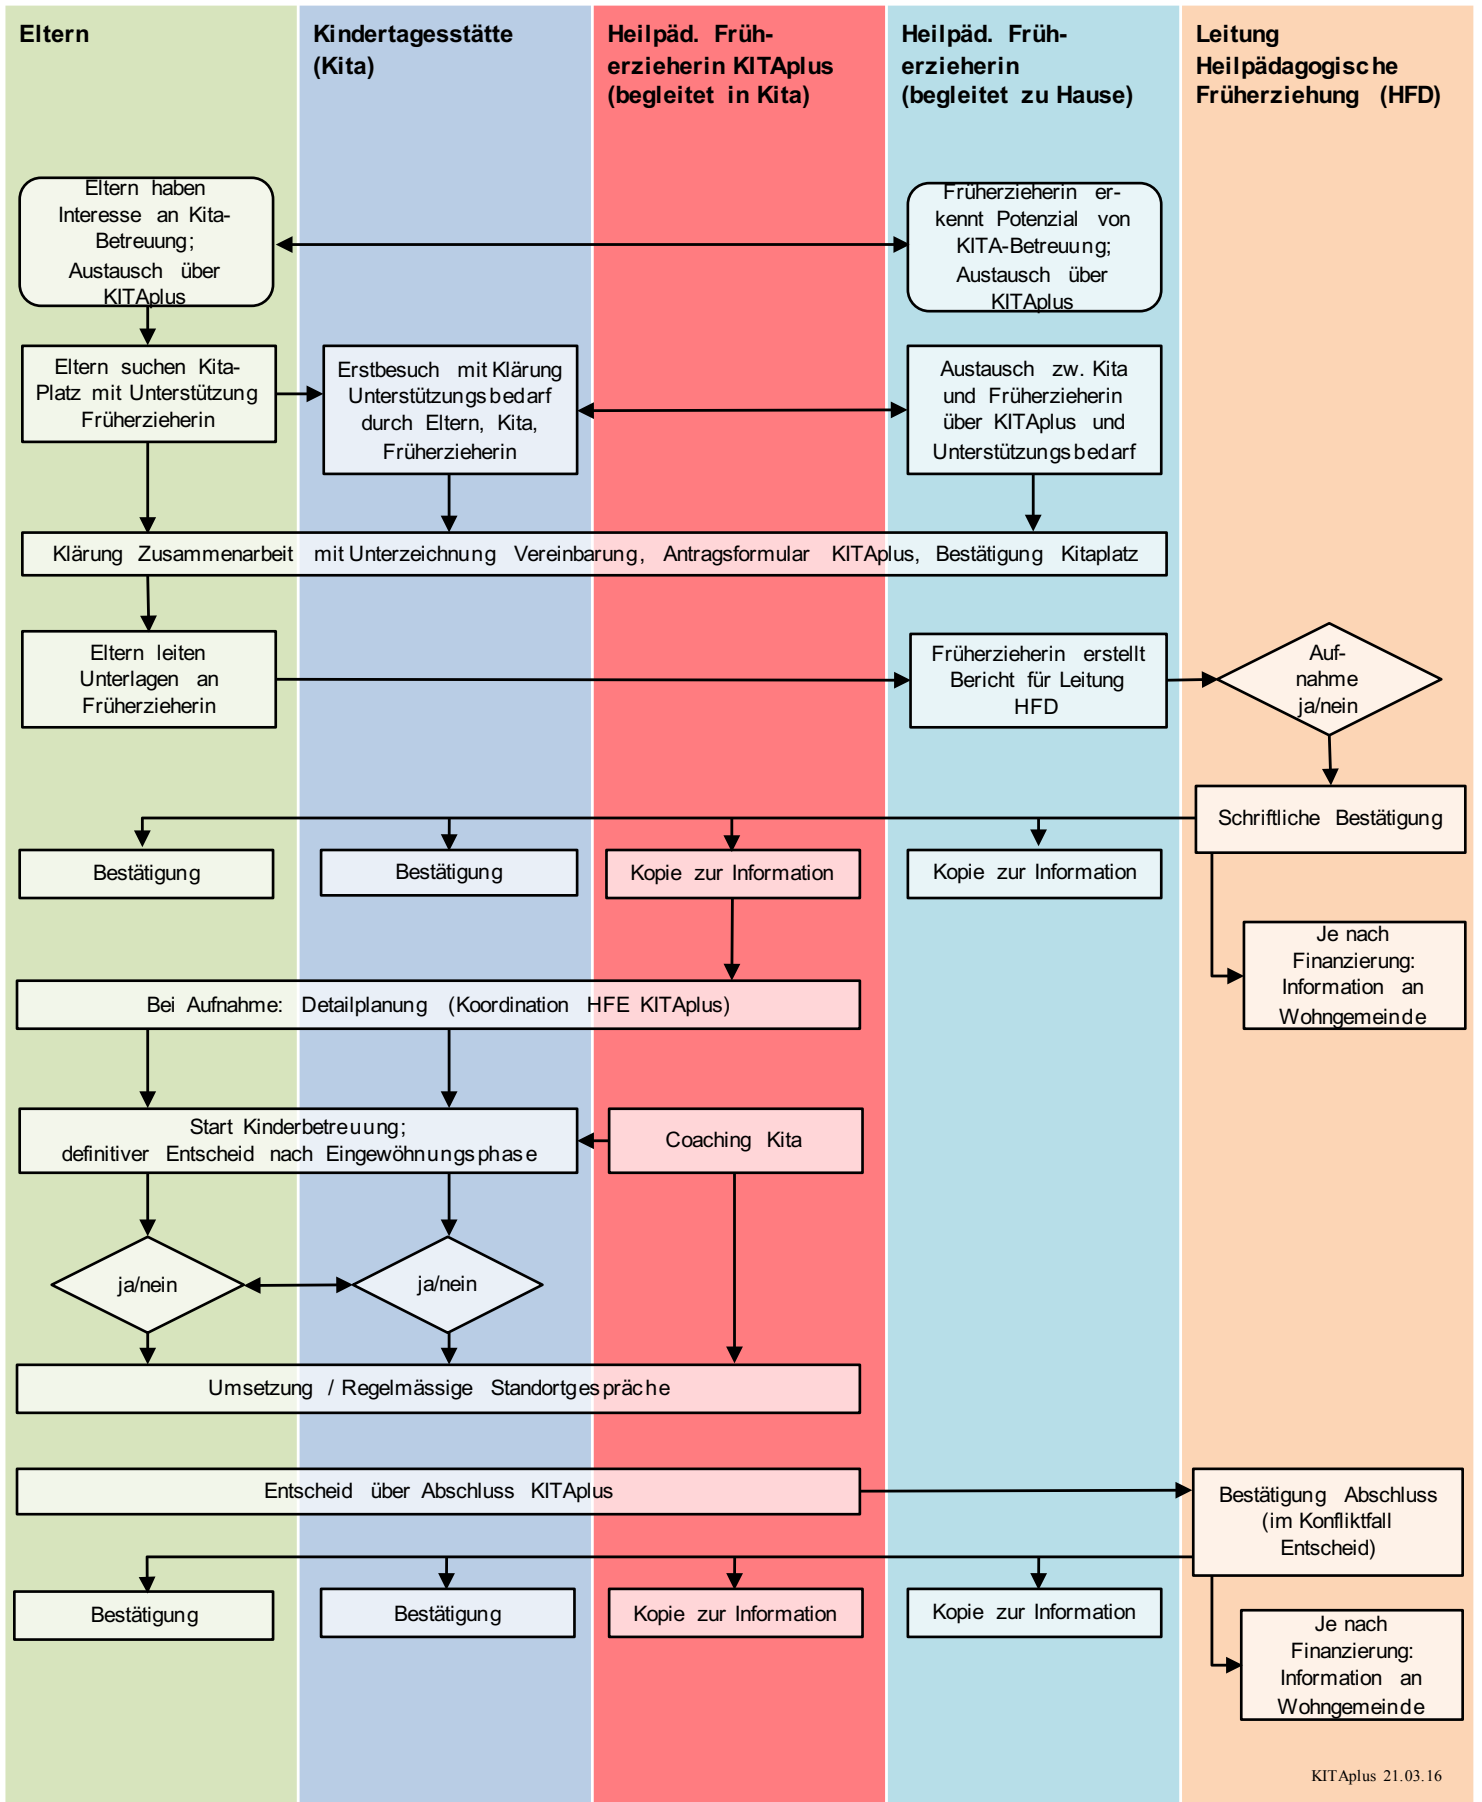 Eltern
Kindertagesstätte
(Kita)
Heilpäd. Früh-
erzieherin KITAplus
(begleitet in Kita)
Heilpäd. Früh-
erzieherin
(begleitet zu Hause)
Leitung
Heilpädagogische
Früherziehung (HFD)
Eltern haben
Interesse an Kita-
Betreuung;
Austausch über
KITAplus
Früherzieherin er-
kennt Potenzial von
KITA-Betreuung;
Austausch über
KITAplus
Eltern suchen Kita-
Platz mit Unterstützung
Früherzieherin
Erstbesuch mit Klärung
Unterstützungsbedarf
durch Eltern, Kita,
Früherzieherin
Austausch zw. Kita
und Früherzieherin
über KITAplus und
Unterstützungsbedarf
Klärung Zusammenarbeit mit Unterzeichnung Vereinbarung, Antragsformular KITAplus, Bestätigung Kitaplatz
Eltern leiten
Unterlagen an
Früherzieherin
Früherzieherin erstellt
Bericht für Leitung
HFD
Auf-
nahme
ja/nein
Schriftliche Bestätigung
Bestätigung
Bestätigung
Kopie zur Information
Kopie zur Information
Je nach
Finanzierung:
Information an
Wohngemeinde
Bei Aufnahme: Detailplanung (Koordination HFE KITAplus)
Start Kinderbetreuung;
definitiver Entscheid nach Eingewöhnungsphase
Coaching Kita
ja/nein
ja/nein
Umsetzung / Regelmässige Standortgespräche
Entscheid über Abschluss KITAplus
Bestätigung Abschluss
(im Konfliktfall
Entscheid)
Bestätigung
Bestätigung
Kopie zur Information
Kopie zur Information
Je nach
Finanzierung:
Information an
Wohngemeinde
KITAplus 21.03.16